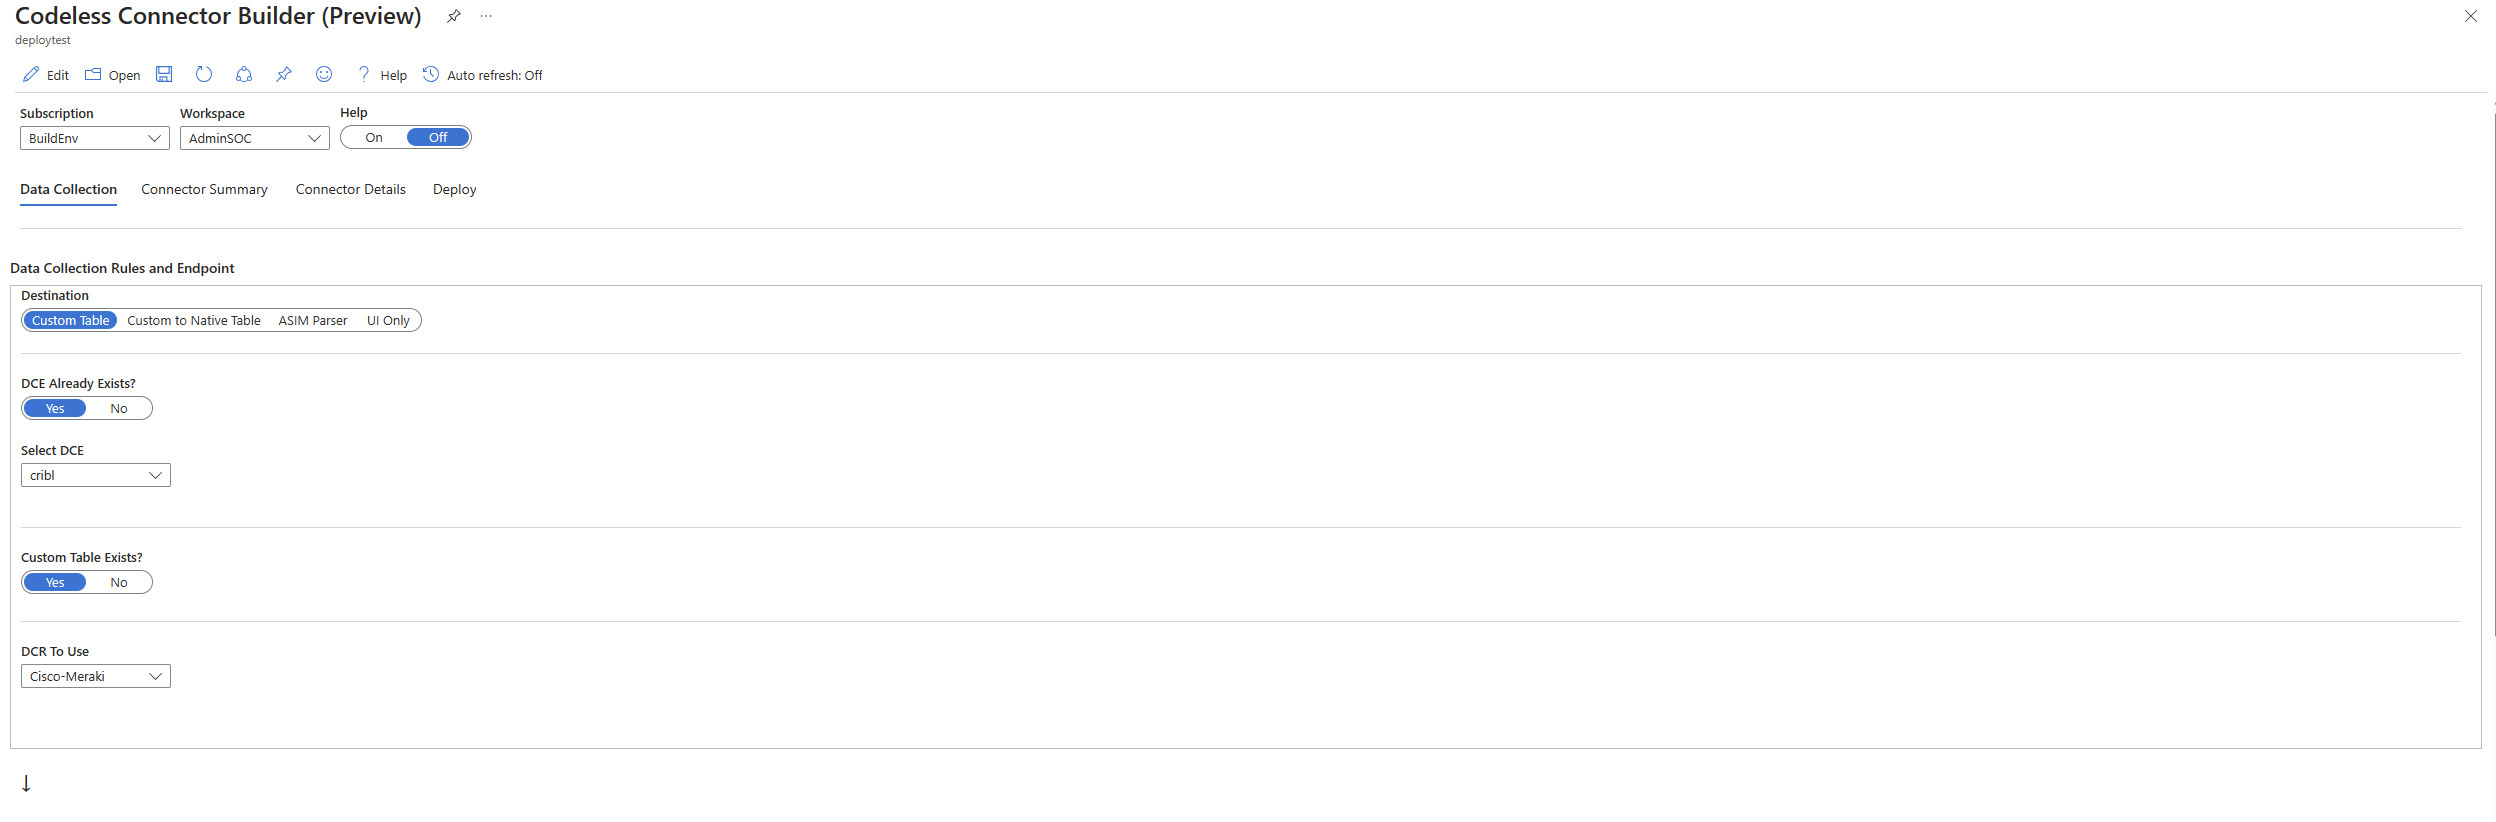 Codeless Connector Builder (Preview)
deploytest
Edit Open Help Auto refresh: Off
Subscription Workspace Help
BuildEnv AdminSOC On Off
Data Collection Connector Summary Connector Details Deploy
Data Collection Rules and Endpoint
Destination
Custom Table Custom to Native Table ASIM Parser UI Only
DCE Already Exists?
Yes No
Select DCE
cribl
Custom Table Exists?
Yes No
DCR To Use
Cisco-Meraki